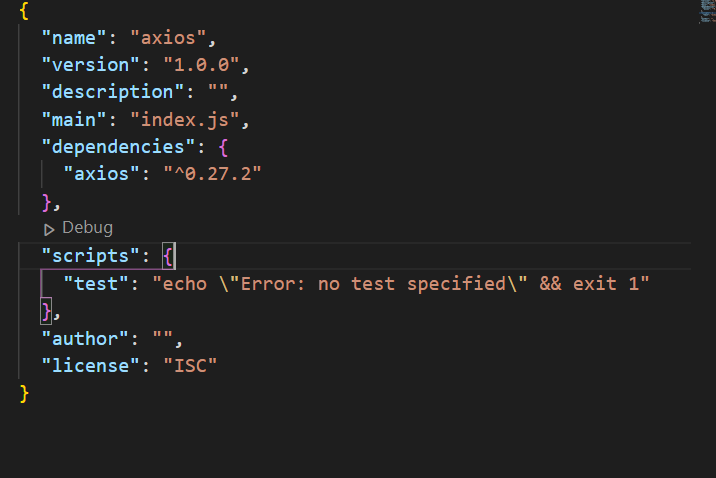 {
"name": "axios",
"version": "1.0.0",
"description": "",
"main": "index.js",
"dependencies": {
"axios": "^0.27.2"
},
Debug
"scripts": {
"test": "echo \"Error: no test specified\" && exit 1"
},
"author": "",
"license": "ISC"
}